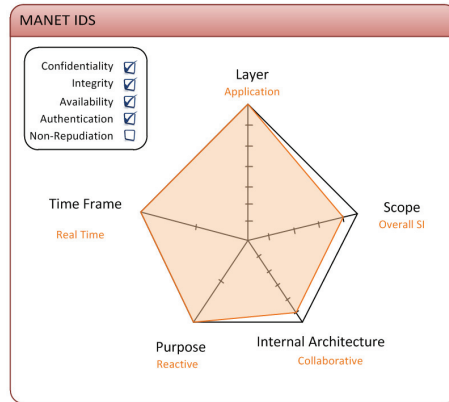 MANET IDS
Confidentiality
Integrity
Availability
Authentication
Non-Repudiation
Layer
Application
Time Frame
Real Time
Scope
Overall SI
Purpose
Reactive
Internal Architecture
Collaborative